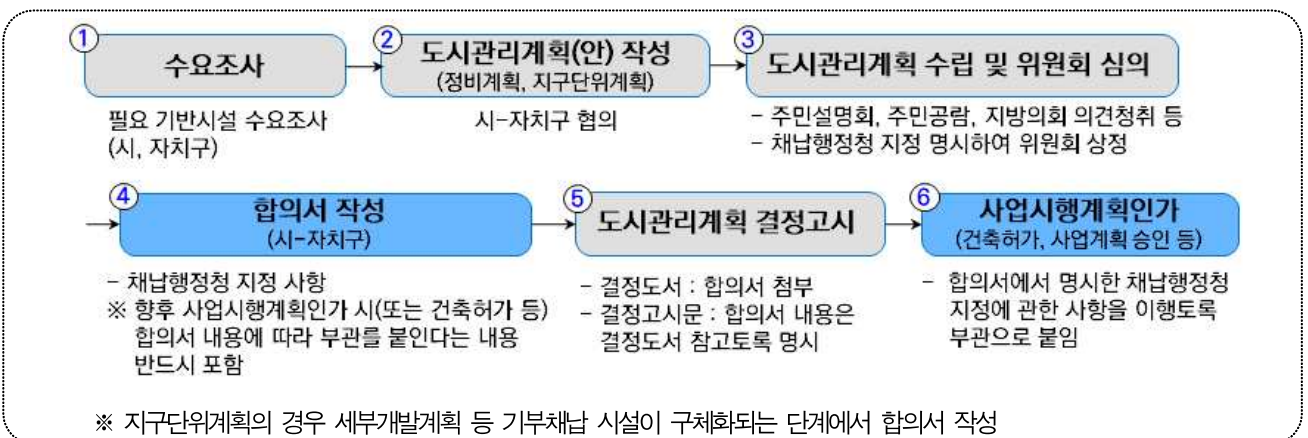 ① 수요조사
필요 기반시설 수요조사
(시, 자치구)
② 도시관리계획(안) 작성
(정비계획, 지구단위계획)
시-자치구 협의
③ 도시관리계획 수립 및 위원회 심의
- 주민설명회, 주민공람, 지방의회 의견청취 등
- 채납행정청 지정 명시하여 위원회 상정
④ 합의서 작성
(시-자치구)
- 채납행정청 지정 사항
※ 향후 사업시행계획인가 시(또는 건축허가 등)
합의서 내용에 따라 부관를 붙인다는 내용
반드시 포함
⑤ 도시관리계획 결정고시
- 결정도서 : 합의서 첨부
- 결정고시문 : 합의서 내용은
결정도서 참고토록 명시
⑥ 사업시행계획인가
(건축허가, 사업계획 승인 등)
- 합의서에서 명시한 채납행정청
지정에 관한 사항을 이행토록
부관으로 붙임
※ 지구단위계획의 경우 세부개발계획 등 기부채납 시설이 구체화되는 단계에서 합의서 작성